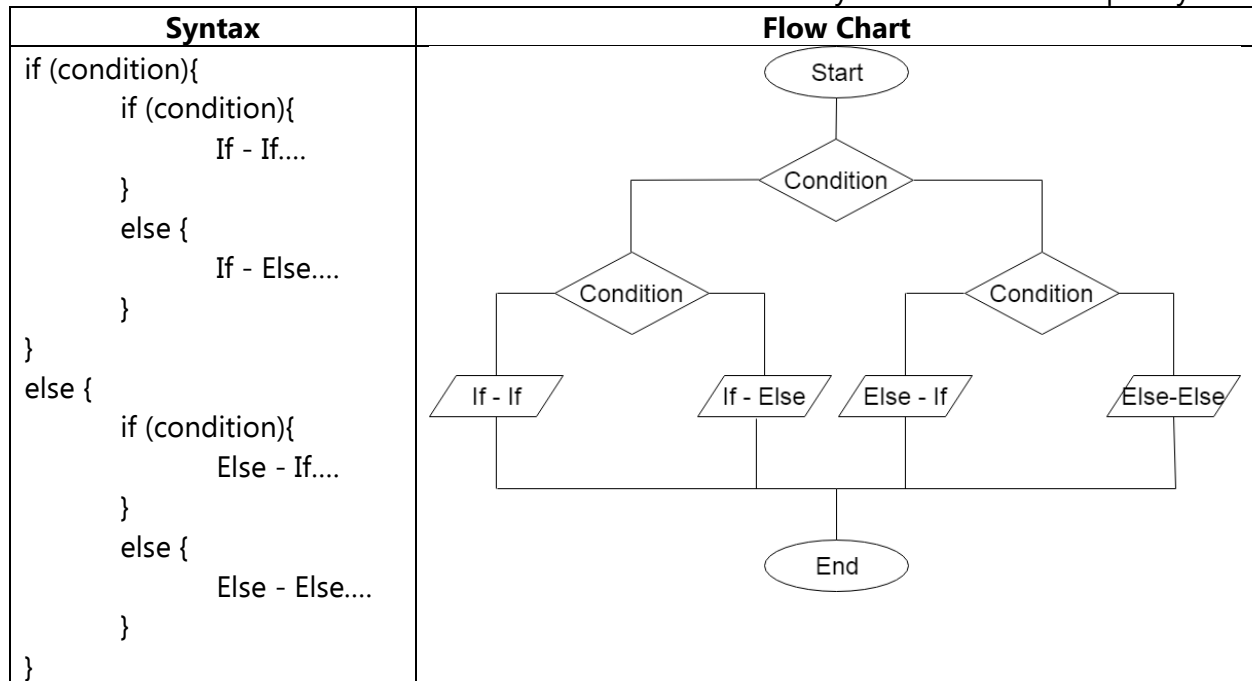 Syntax
Flow Chart
if (condition){
if (condition){
If - If....
}
else {
If - Else....
}
}
else {
if (condition){
Else - If....
}
else {
Else - Else....
}
}
Start
Condition
Condition
Condition
If - If
If - Else
Else - If
Else-Else
End